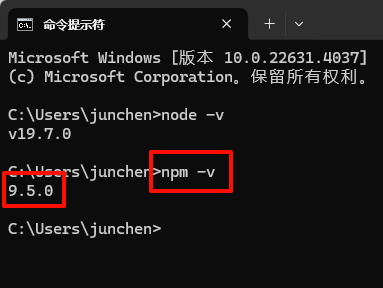 命令提示符
Microsoft Windows [版本 10.0.22631.4037]
(c) Microsoft Corporation。保留所有权利。
C:\Users\junchen>node -v
v19.7.0
C:\Users\junchen>npm -v
9.5.0
C:\Users\junchen>